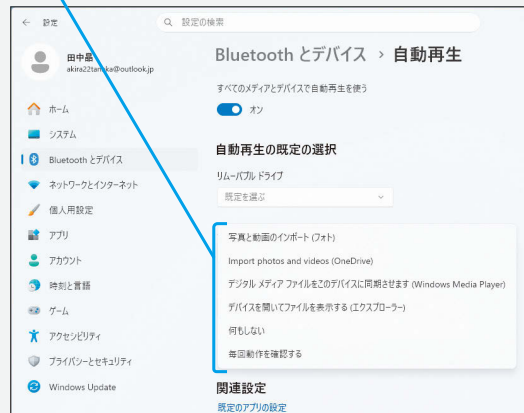 設定
設定の検索
田中晶
akira22tanaka@outlook.jp
ホーム
システム
Bluetooth とデバイス
ネットワークとインターネット
個人用設定
アプリ
アカウント
時刻と言語
ゲーム
アクセシビリティ
プライバシーとセキュリティ
Windows Update
Bluetooth とデバイス › 自動再生
すべてのメディアとデバイスで自動再生を使う
オン
自動再生の既定の選択
リムーバブル ドライブ
既定を選ぶ
写真と動画のインポート (フォト)
Import photos and videos (OneDrive)
デジタル メディア ファイルをこのデバイスに同期させます (Windows Media Player)
デバイスを開いてファイルを表示する (エクスプローラー)
何もしない
毎回動作を確認する
関連設定
既定のアプリの設定